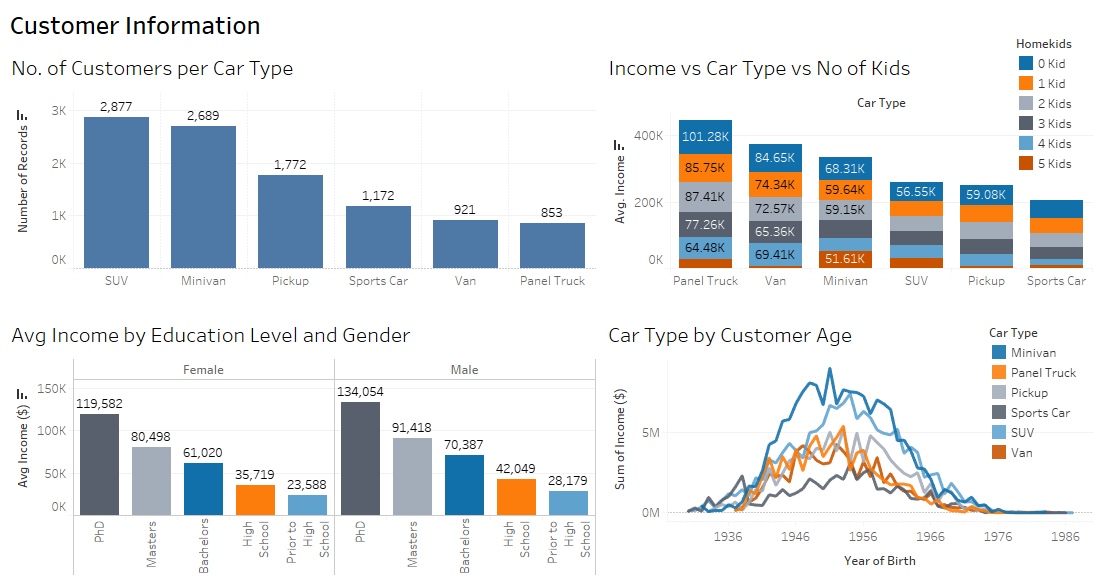 Customer Information
No. of Customers per Car Type
Number of Records
3K
2K
1K
0K
2,877
2,689
1,772
1,172
921
853
SUV
Minivan
Pickup
Sports Car
Van
Panel Truck
Income vs Car Type vs No of Kids
Homekids
0 Kid
1 Kid
2 Kids
3 Kids
4 Kids
5 Kids
Car Type
Avg. Income
400K
200K
0K
101.28K
85.75K
87.41K
77.26K
64.48K
84.65K
74.34K
72.57K
65.36K
69.41K
68.31K
59.64K
59.15K
51.61K
56.55K
59.08K
Panel Truck
Van
Minivan
SUV
Pickup
Sports Car
Avg Income by Education Level and Gender
Female
Male
Avg Income ($)
150K
100K
50K
0K
119,582
80,498
61,020
35,719
23,588
134,054
91,418
70,387
42,049
28,179
PhD
Masters
Bachelors
High
School
Prior to
High
School
PhD
Masters
Bachelors
High
School
Prior to
High
School
Car Type by Customer Age
Car Type
Minivan
Panel Truck
Pickup
Sports Car
SUV
Van
Sum of Income ($)
5M
0M
1936
1946
1956
1966
1976
1986
Year of Birth